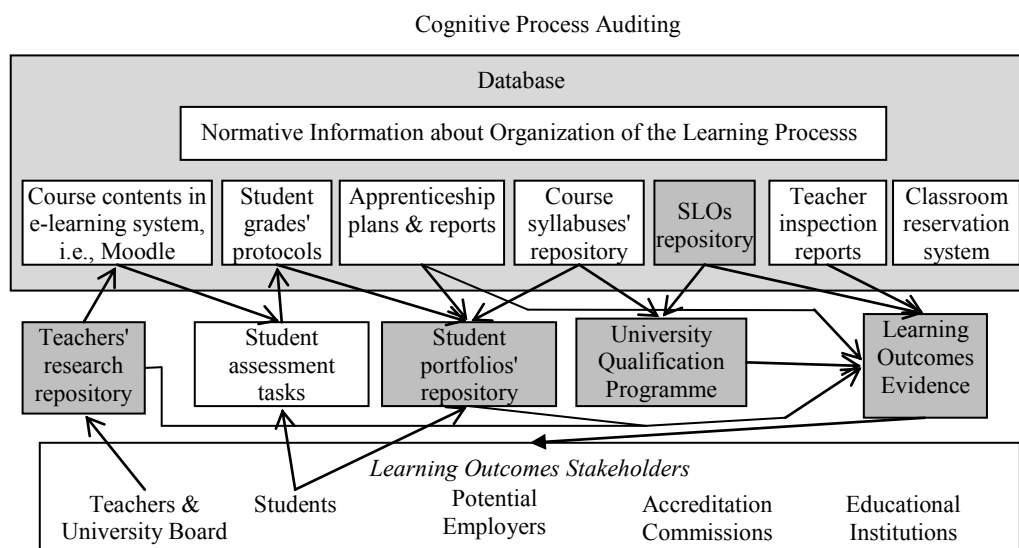 Cognitive Process Auditing
Database
Normative Information about Organization of the Learning Processs
Course contents in
e-learning system,
i.e., Moodle
Student
grades'
protocols
Apprenticeship
plans & reports
Course
syllabuses'
repository
SLOs
repository
Teacher
inspection
reports
Classroom
reservation
system
Teachers'
research
repository
Student
assessment
tasks
Student
portfolios'
repository
University
Qualification
Programme
Learning
Outcomes
Evidence
Learning Outcomes Stakeholders
Teachers &
University Board
Students
Potential
Employers
Accreditation
Commissions
Educational
Institutions